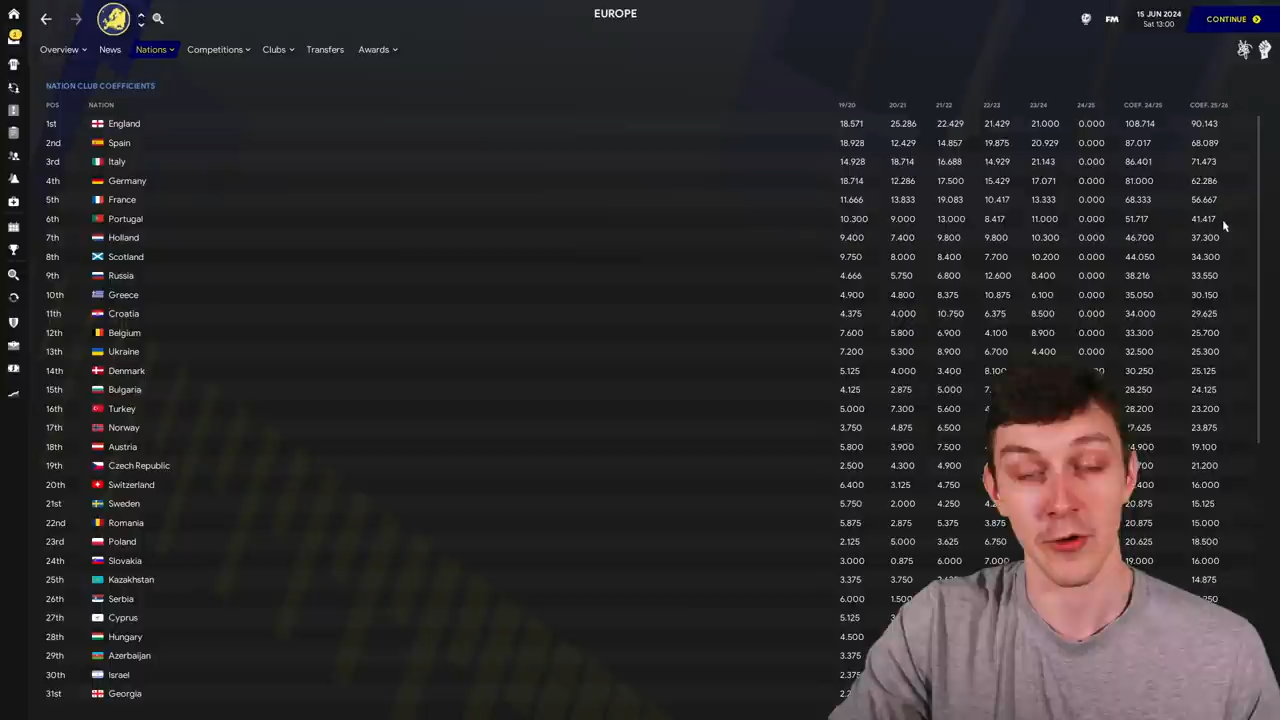 EUROPE
FM
15 JUN 2024
Sat 13:00
CONTINUE
Overview
News
Nations
Competitions
Clubs
Transfers
Awards
NATION CLUB COEFFICIENTS
POS NATION 19/20 20/21 21/22 22/23 23/24 24/25 COEF. 24/25 COEF. 25/26
1st England 18.571 25.286 22.429 21.429 21.000 0.000 108.714 90.143
2nd Spain 18.928 12.429 14.857 19.875 20.929 0.000 87.017 68.089
3rd Italy 14.928 18.714 16.688 14.929 21.143 0.000 86.401 71.473
4th Germany 18.714 12.286 17.500 15.429 17.071 0.000 81.000 62.286
5th France 11.666 13.833 19.083 10.417 13.333 0.000 68.333 56.667
6th Portugal 10.300 9.000 13.000 8.417 11.000 0.000 51.717 41.417
7th Holland 9.400 7.400 9.800 9.800 10.300 0.000 46.700 37.300
8th Scotland 9.750 8.000 8.400 7.700 10.200 0.000 44.050 34.300
9th Russia 4.666 5.750 6.800 12.600 8.400 0.000 38.216 33.550
10th Greece 4.900 4.800 8.375 10.875 6.100 0.000 35.050 30.150
11th Croatia 4.375 4.000 10.750 6.375 8.500 0.000 34.000 29.625
12th Belgium 7.600 5.800 6.900 4.100 8.900 0.000 33.300 25.700
13th Ukraine 7.200 5.300 8.900 6.700 4.400 0.000 32.500 25.300
14th Denmark 5.125 4.000 3.400 8.100 30.250 25.125
15th Bulgaria 4.125 2.875 5.000 28.250 24.125
16th Turkey 5.000 7.300 5.600 28.200 23.200
17th Norway 3.750 4.875 6.500 23.875
18th Austria 5.800 3.900 7.500 19.100
19th Czech Republic 2.500 4.300 4.900 21.200
20th Switzerland 6.400 3.125 4.750 16.000
21st Sweden 5.750 2.000 4.250 20.875 15.125
22nd Romania 5.875 2.875 5.375 3.875 20.875 15.000
23rd Poland 2.125 5.000 3.625 6.750 20.625 18.500
24th Slovakia 3.000 0.875 6.000 7.000 19.000 16.000
25th Kazakhstan 3.375 3.750 14.875
26th Serbia 6.000 1.500
27th Cyprus 5.125
28th Hungary 4.500
29th Azerbaijan 3.375
30th Israel 2.375
31st Georgia